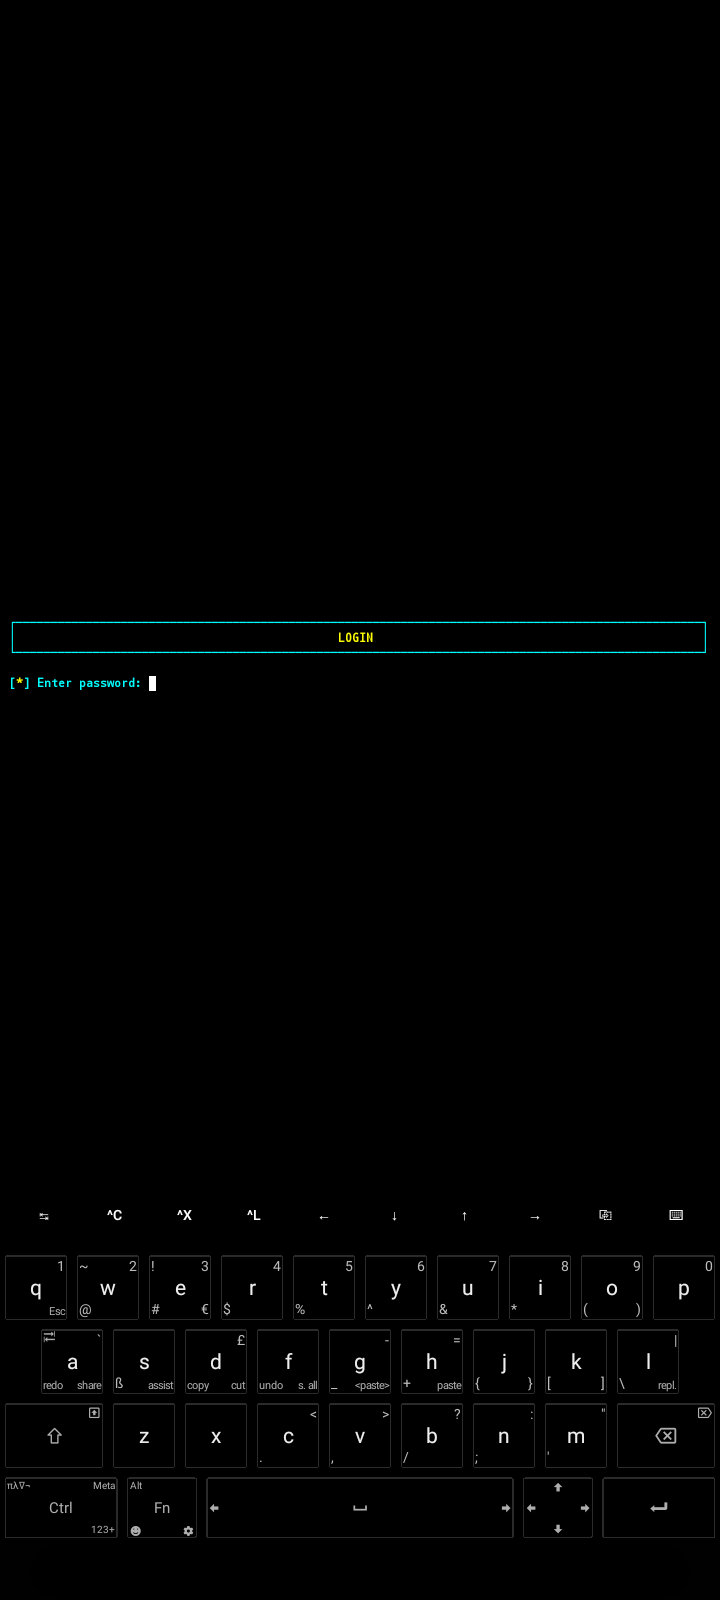 LOGIN
[*] Enter password:
↹ ^C ^X ^L ← ↓ ↑ →
1 ~ 2 ! 3 4 5 6 7 8 9 0
q w e r t y u i o p
Esc @ # € $ % ^ & * ( )
` £ - = |
a s d f g h j k l
redo share ß assist copy cut undo s. all _ <paste> + paste { } [ ] \ repl.
< > ? : "
z x c v b n m
. , / ; '
πλ∇¬ Meta Alt
Ctrl Fn
123+